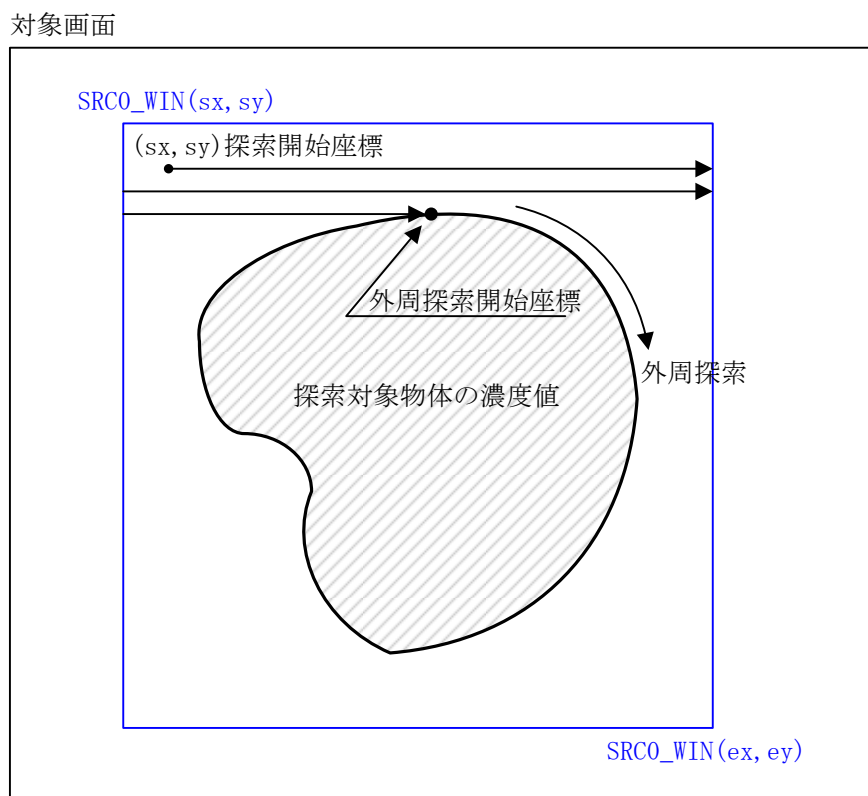 対象画面
SRC0_WIN(sx,sy)
(sx,sy)探索開始座標
外周探索開始座標
外周探索
探索対象物体の濃度値
SRC0_WIN(ex,ey)